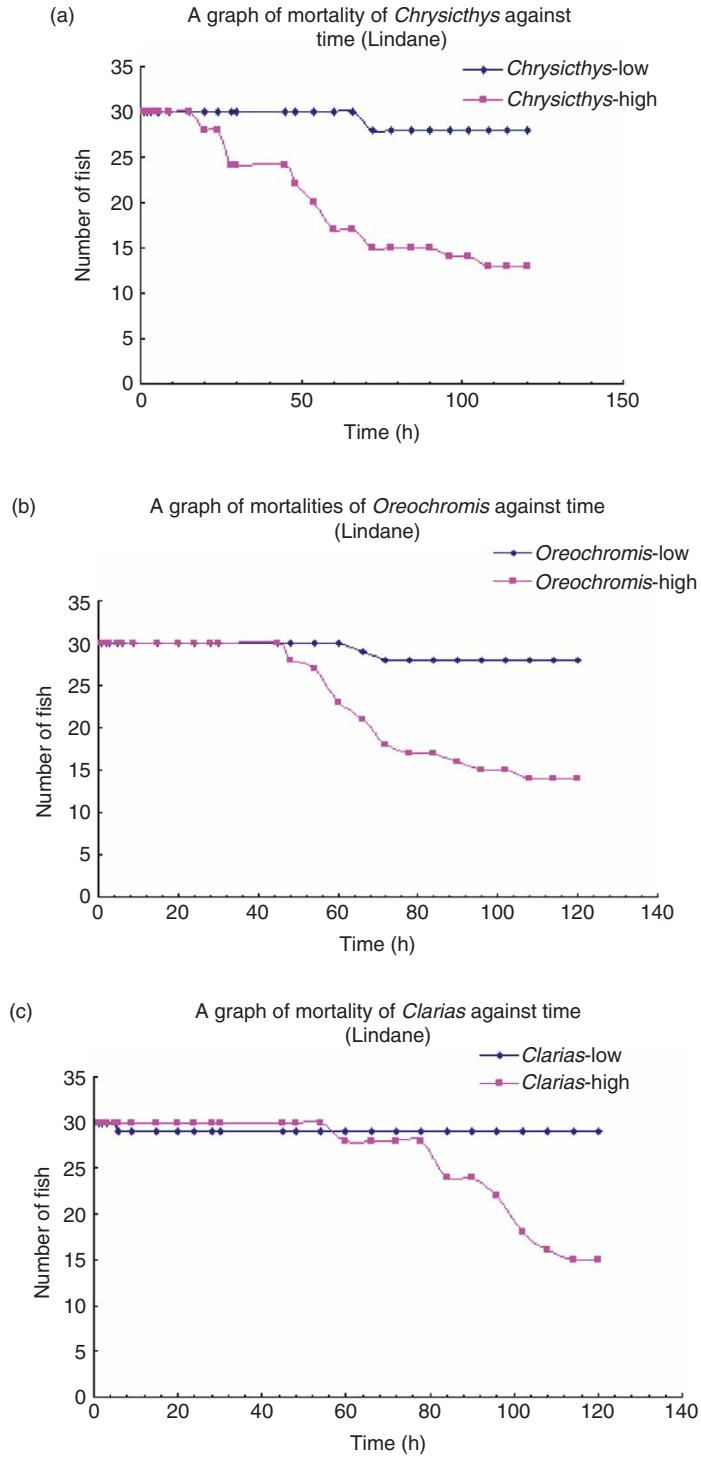 (a)
A graph of mortality of Chrysicthys against
time (Lindane)
Chrysicthys-low
Chrysicthys-high
35
30
25
20
15
10
5
0
Number of fish
0 50 100 150
Time (h)
(b)
A graph of mortalities of Oreochromis against time
(Lindane)
Oreochromis-low
Oreochromis-high
35
30
25
20
15
10
5
0
Number of fish
0 20 40 60 80 100 120 140
Time (h)
(c)
A graph of mortality of Clarias against time
(Lindane)
Clarias-low
Clarias-high
35
30
25
20
15
10
5
0
Number of fish
0 20 40 60 80 100 120 140
Time (h)